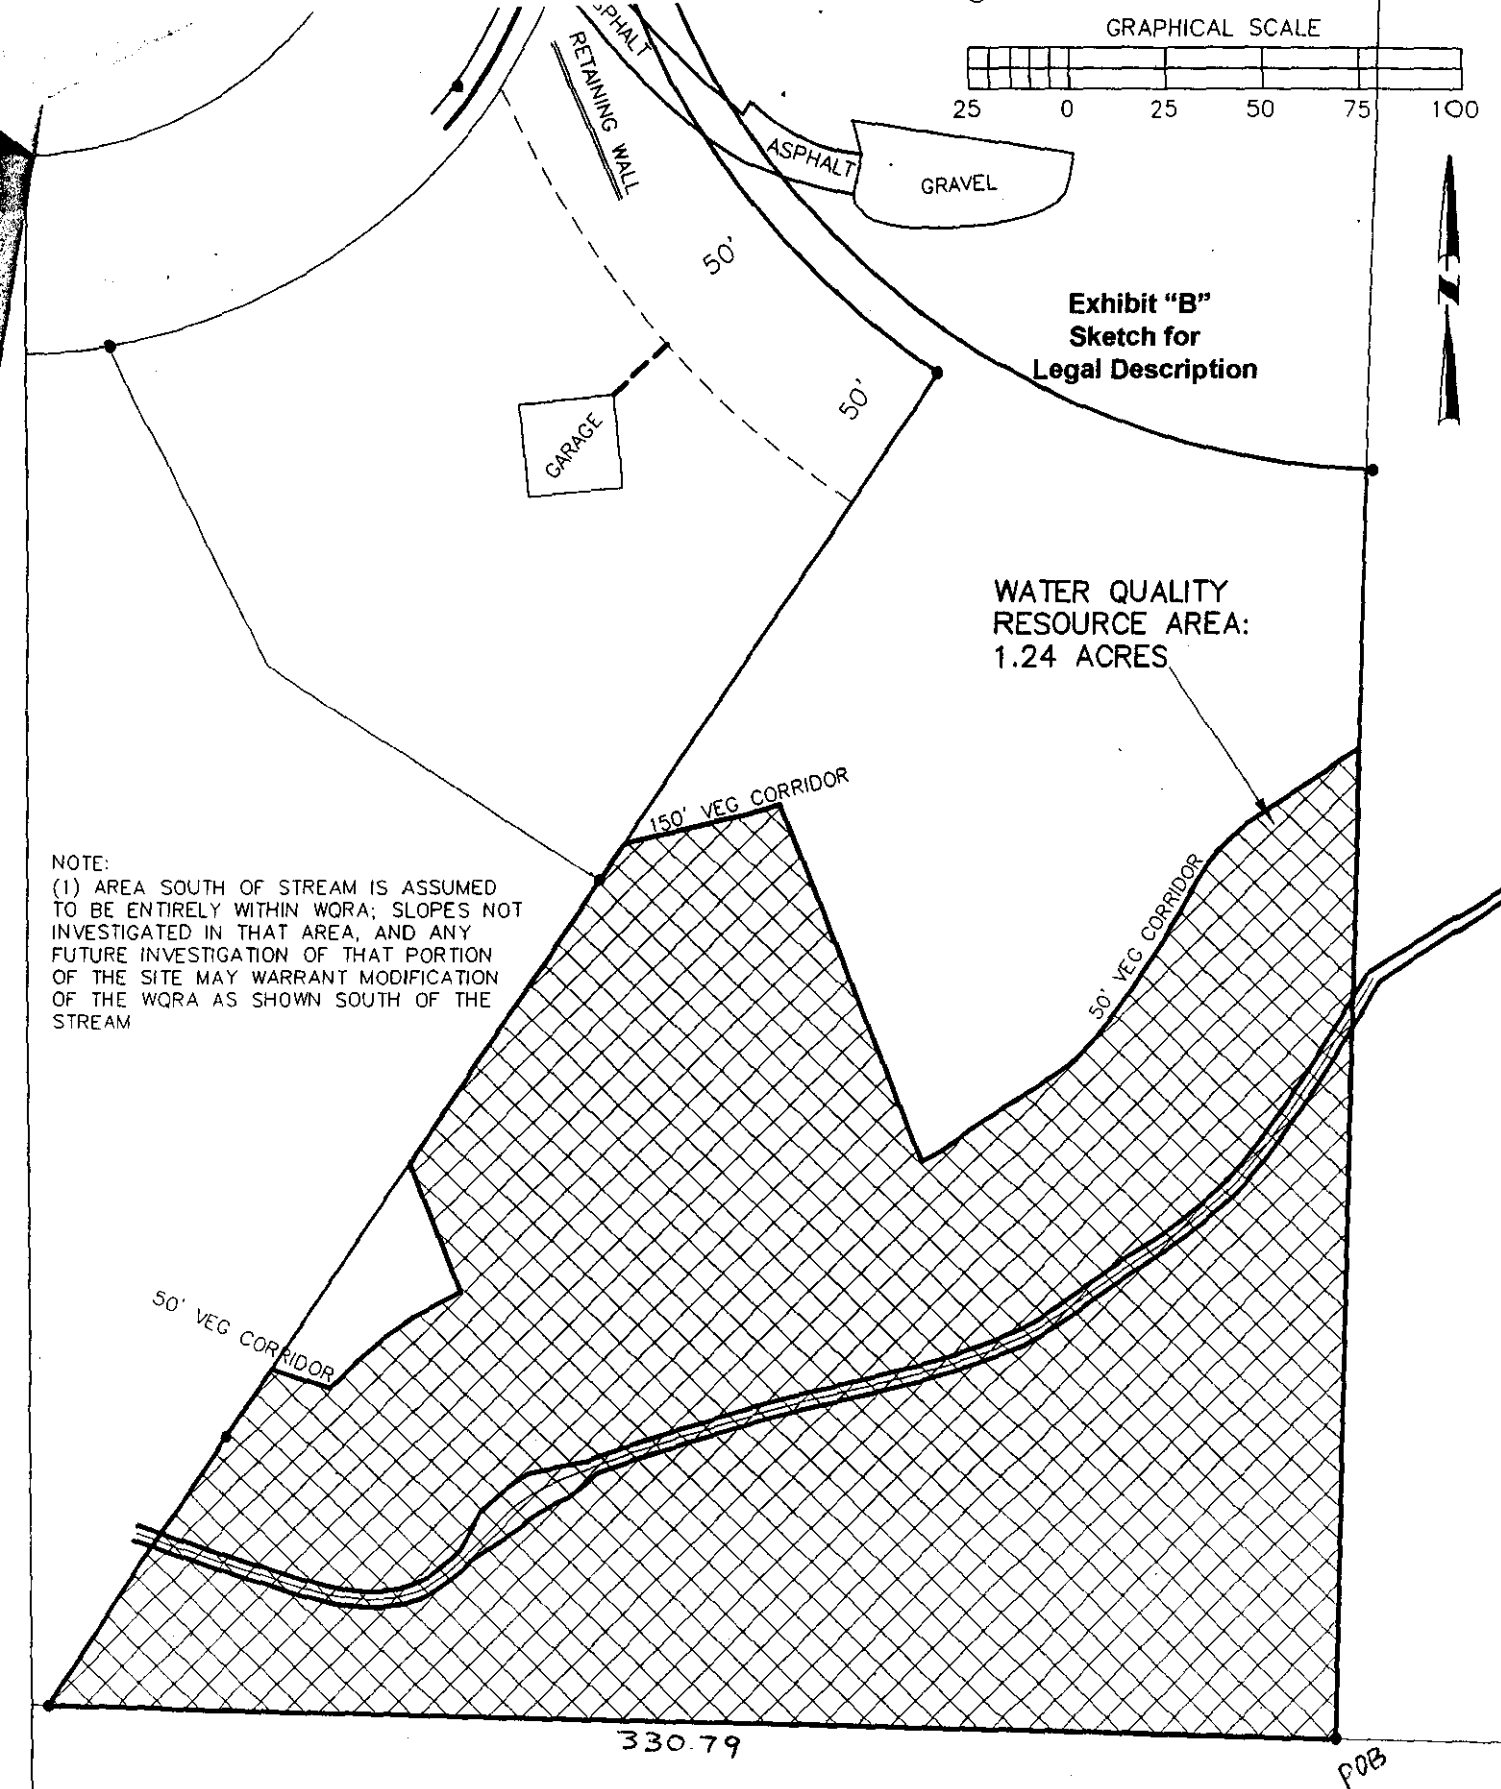 GRAPHICAL SCALE
25 0 25 50 75 100
ASPHALT
RETAINING WALL
ASPHALT
GRAVEL
50'
Exhibit “B”
Sketch for
Legal Description
50'
GARAGE
WATER QUALITY
RESOURCE AREA:
1.24 ACRES
150' VEG CORRIDOR
NOTE:
(1) AREA SOUTH OF STREAM IS ASSUMED
TO BE ENTIRELY WITHIN WQRA; SLOPES NOT
INVESTIGATED IN THAT AREA, AND ANY
FUTURE INVESTIGATION OF THAT PORTION
OF THE SITE MAY WARRANT MODIFICATION
OF THE WQRA AS SHOWN SOUTH OF THE
STREAM
50' VEG CORRIDOR
50' VEG CORRIDOR
330.79
POB
N